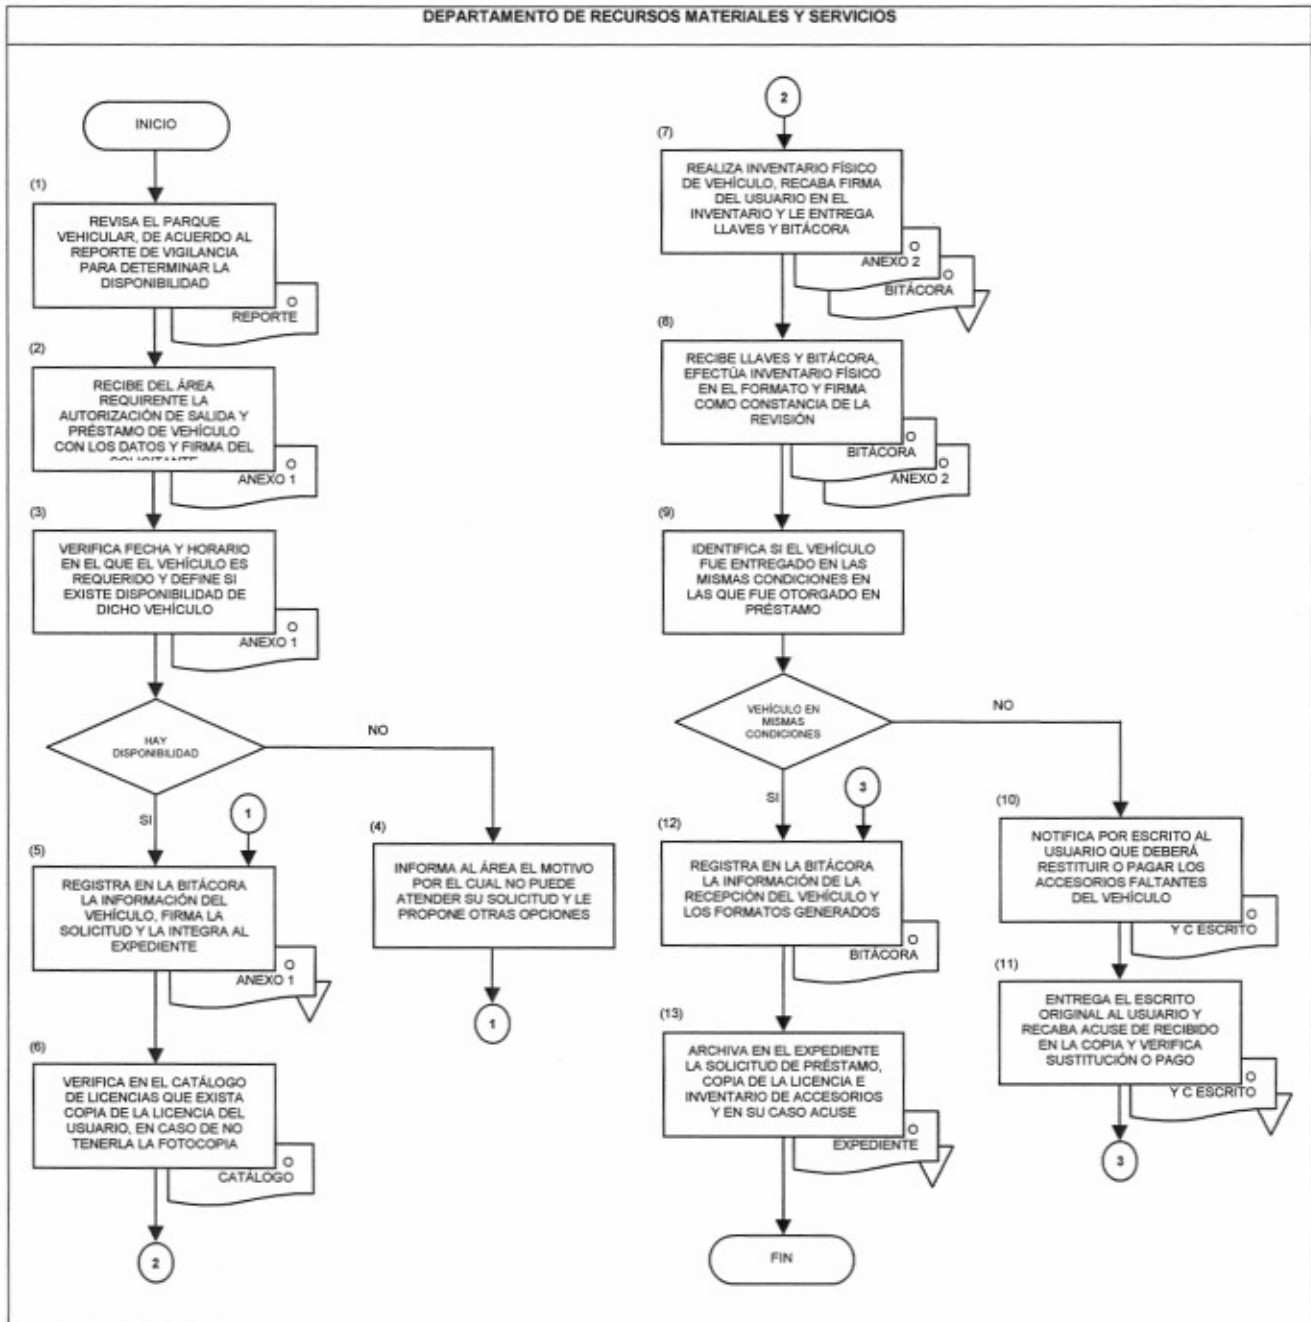 DEPARTAMENTO DE RECURSOS MATERIALES Y SERVICIOS
INICIO
(1)
REVISA EL PARQUE
VEHICULAR, DE ACUERDO AL
REPORTE DE VIGILANCIA
PARA DETERMINAR LA
DISPONIBILIDAD
O
REPORTE
(2)
RECIBE DEL ÁREA
REQUIRENTE LA
AUTORIZACIÓN DE SALIDA Y
PRÉSTAMO DE VEHÍCULO
CON LOS DATOS Y FIRMA DEL
SOLICITANTE
O
ANEXO 1
(3)
VERIFICA FECHA Y HORARIO
EN EL QUE EL VEHÍCULO ES
REQUERIDO Y DEFINE SI
EXISTE DISPONIBILIDAD DE
DICHO VEHÍCULO
O
ANEXO 1
HAY
DISPONIBILIDAD
NO
SI
1
(4)
INFORMA AL ÁREA EL MOTIVO
POR EL CUAL NO PUEDE
ATENDER SU SOLICITUD Y LE
PROPONE OTRAS OPCIONES
1
(5)
REGISTRA EN LA BITÁCORA
LA INFORMACIÓN DEL
VEHÍCULO, FIRMA LA
SOLICITUD Y LA INTEGRA AL
EXPEDIENTE
O
ANEXO 1
(6)
VERIFICA EN EL CATÁLOGO
DE LICENCIAS QUE EXISTA
COPIA DE LA LICENCIA DEL
USUARIO, EN CASO DE NO
TENERLA LA FOTOCOPIA
O
CATÁLOGO
2
2
(7)
REALIZA INVENTARIO FÍSICO
DE VEHÍCULO, RECABA FIRMA
DEL USUARIO EN EL
INVENTARIO Y LE ENTREGA
LLAVES Y BITÁCORA
O
ANEXO 2
O
BITÁCORA
(8)
RECIBE LLAVES Y BITÁCORA,
EFECTÚA INVENTARIO FÍSICO
EN EL FORMATO Y FIRMA
COMO CONSTANCIA DE LA
REVISIÓN
O
BITÁCORA
O
ANEXO 2
(9)
IDENTIFICA SI EL VEHÍCULO
FUE ENTREGADO EN LAS
MISMAS CONDICIONES EN
LAS QUE FUE OTORGADO EN
PRÉSTAMO
VEHÍCULO EN
MISMAS
CONDICIONES
NO
SI
3
(10)
NOTIFICA POR ESCRITO AL
USUARIO QUE DEBERÁ
RESTITUIR O PAGAR LOS
ACCESORIOS FALTANTES
DEL VEHÍCULO
O
Y C ESCRITO
(11)
ENTREGA EL ESCRITO
ORIGINAL AL USUARIO Y
RECABA ACUSE DE RECIBIDO
EN LA COPIA Y VERIFICA
SUSTITUCIÓN O PAGO
O
Y C ESCRITO
3
(12)
REGISTRA EN LA BITÁCORA
LA INFORMACIÓN DE LA
RECEPCIÓN DEL VEHÍCULO Y
LOS FORMATOS GENERADOS
O
BITÁCORA
(13)
ARCHIVA EN EL EXPEDIENTE
LA SOLICITUD DE PRÉSTAMO,
COPIA DE LA LICENCIA E
INVENTARIO DE ACCESORIOS
Y EN SU CASO ACUSE
O
EXPEDIENTE
FIN